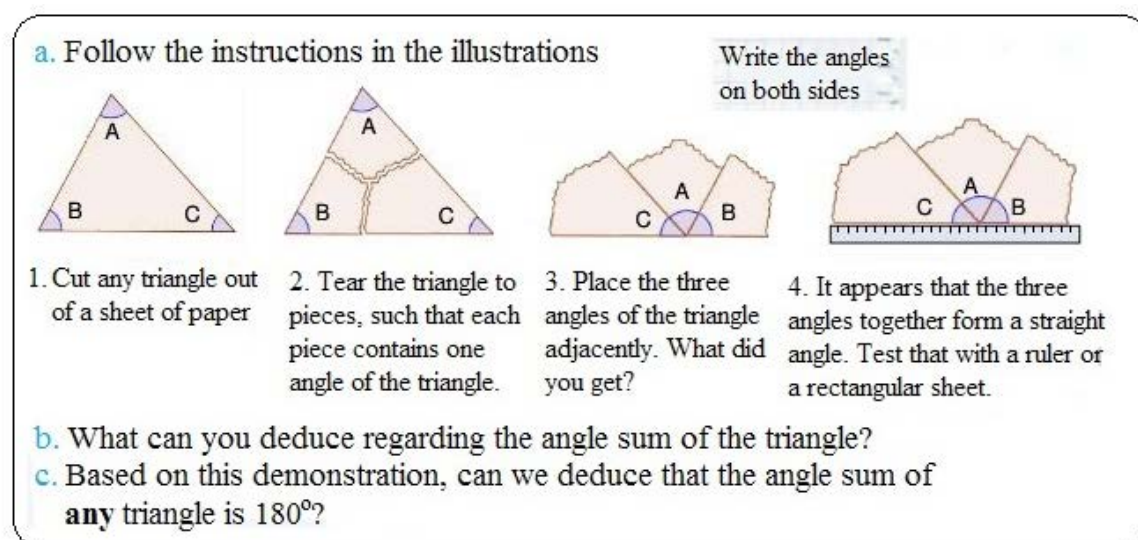 a. Follow the instructions in the illustrations
Write the angles
on both sides
A
B
C
A
B
C
C
A
B
C
A
B
1. Cut any triangle out
of a sheet of paper
2. Tear the triangle to
pieces, such that each
piece contains one
angle of the triangle.
3. Place the three
angles of the triangle
adjacently. What did
you get?
4. It appears that the three
angles together form a straight
angle. Test that with a ruler or
a rectangular sheet.
b. What can you deduce regarding the angle sum of the triangle?
c. Based on this demonstration, can we deduce that the angle sum of
any triangle is 180°?